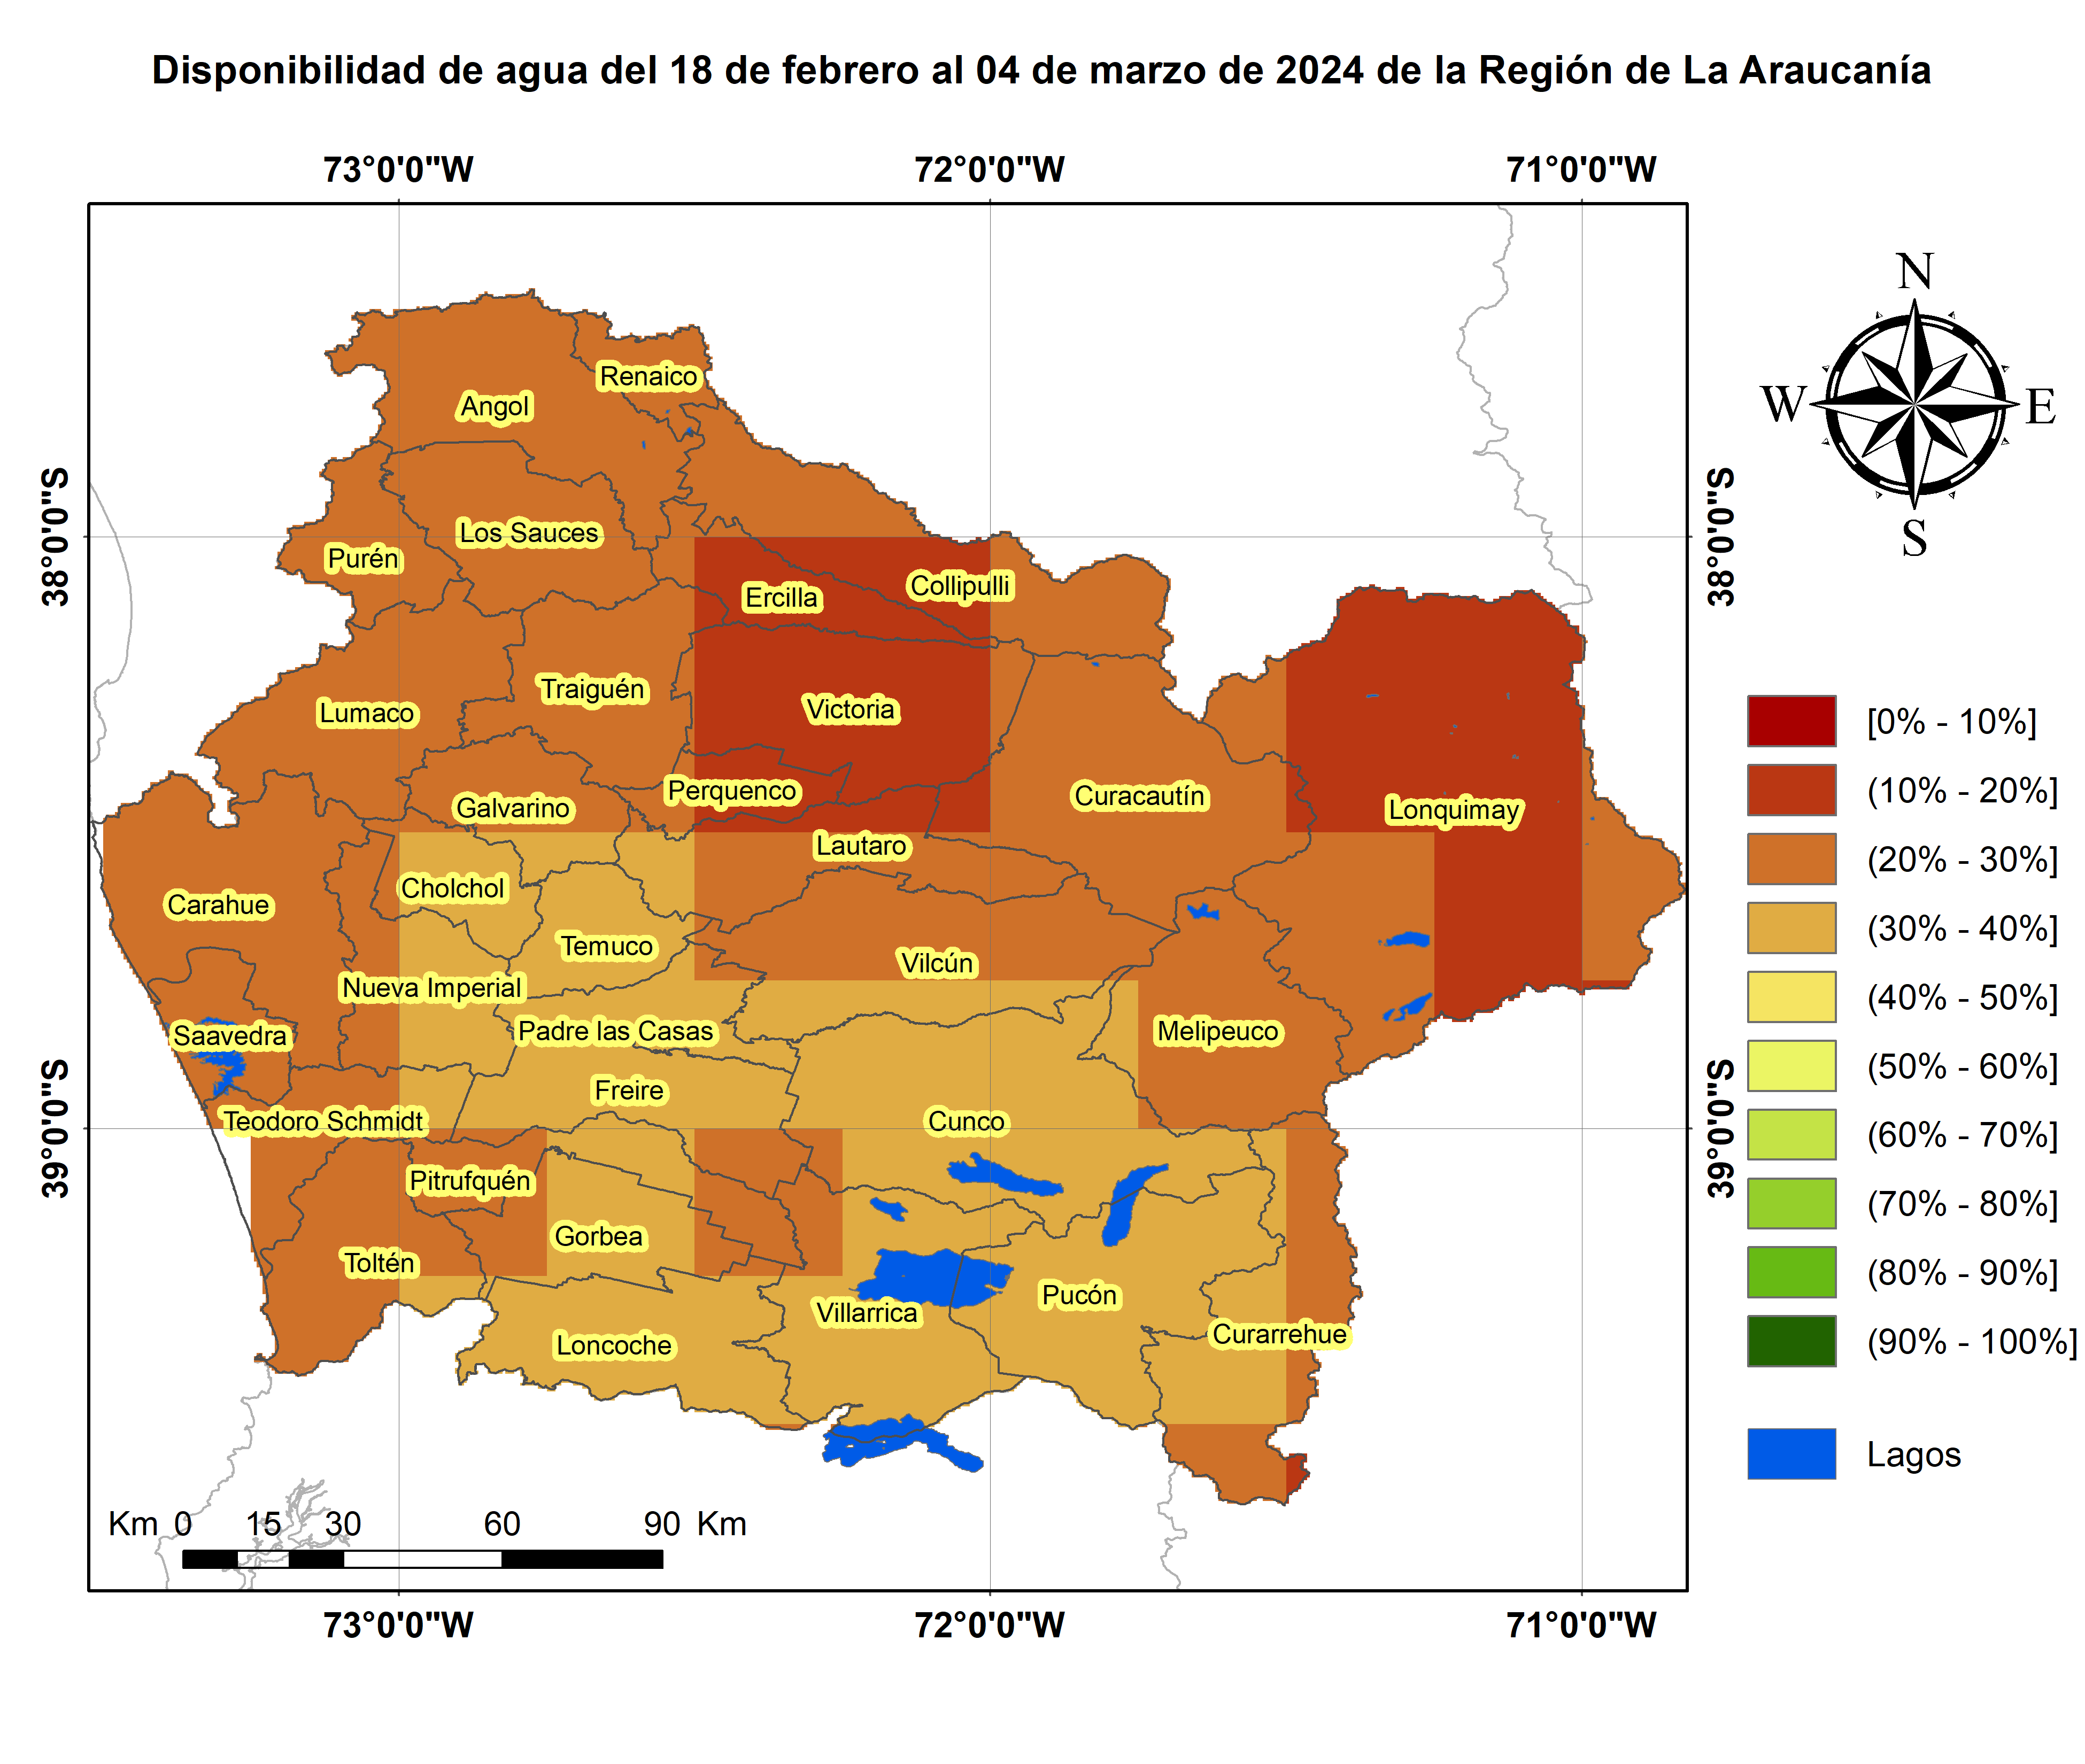 Disponibilidad de agua del 18 de febrero al 04 de marzo de 2024 de la Región de La Araucanía
73°0'0"W 72°0'0"W 71°0'0"W
N
W E
S
38°0'0"S 38°0'0"S
39°0'0"S 39°0'0"S
Renaico
Angol
Los Sauces
Purén
Collipulli
Ercilla
Traiguén
Victoria
Lumaco
Perquenco
Curacautín
Galvarino
Lonquimay
Lautaro
Cholchol
Carahue
Temuco
Vilcún
Nueva Imperial
Padre las Casas
Melipeuco
Saavedra
Freire
Teodoro Schmidt
Cunco
Pitrufquén
Gorbea
Toltén
Pucón
Villarrica
Curarrehue
Loncoche
[0% - 10%]
(10% - 20%]
(20% - 30%]
(30% - 40%]
(40% - 50%]
(50% - 60%]
(60% - 70%]
(70% - 80%]
(80% - 90%]
(90% - 100%]
Lagos
Km 0 15 30 60 90 Km
73°0'0"W 72°0'0"W 71°0'0"W